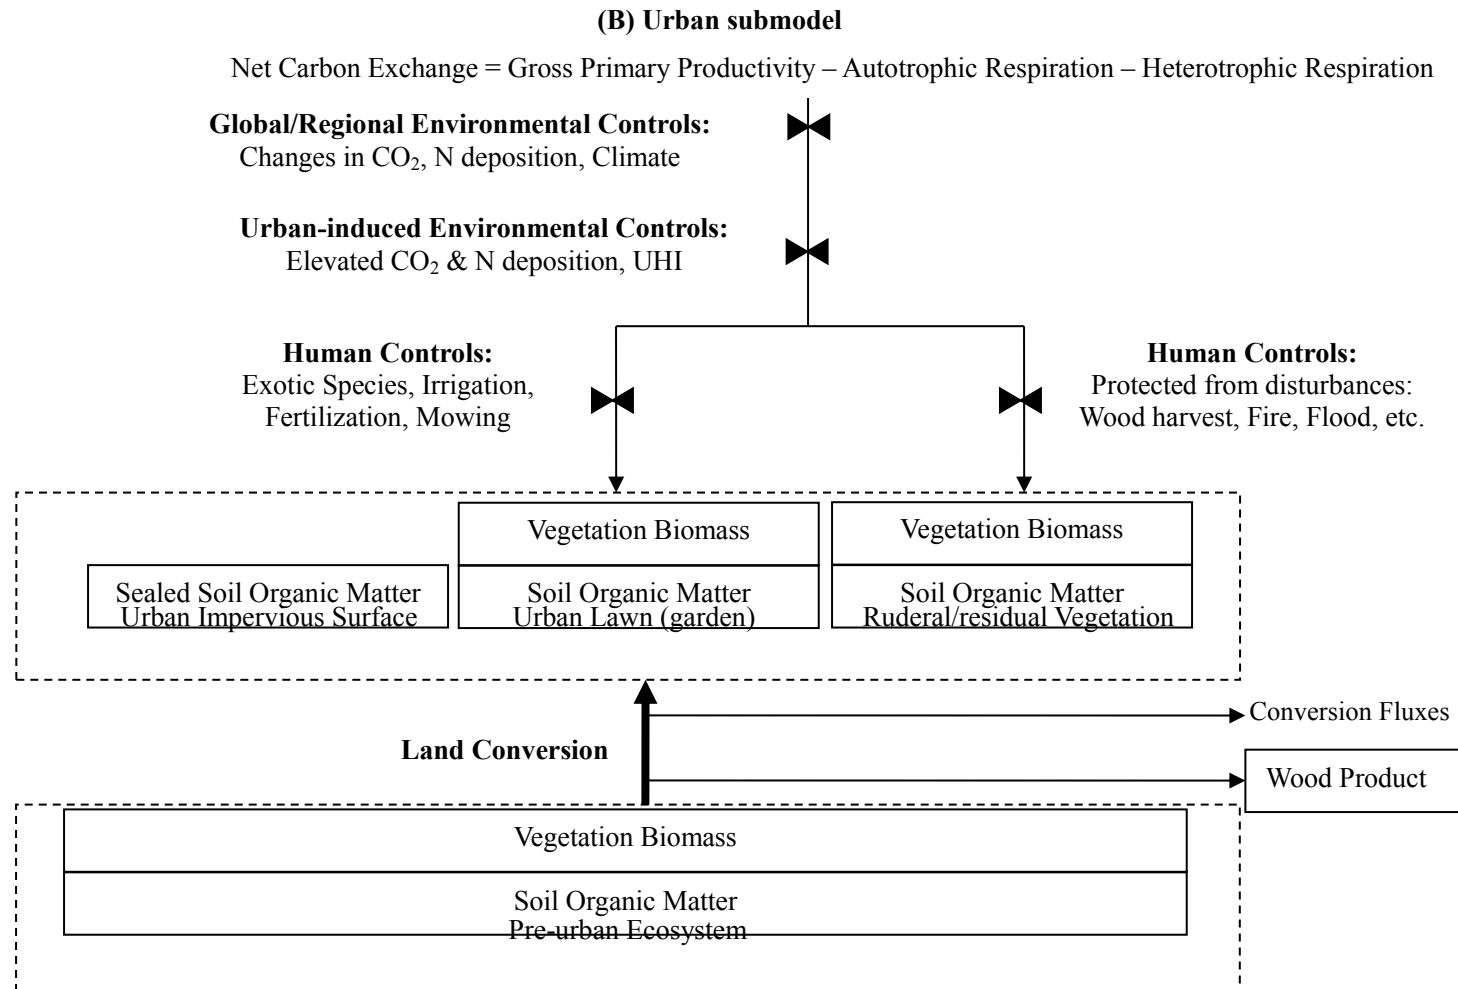 (B) Urban submodel
Net Carbon Exchange = Gross Primary Productivity – Autotrophic Respiration – Heterotrophic Respiration
Global/Regional Environmental Controls:
Changes in CO₂, N deposition, Climate
Urban-induced Environmental Controls:
Elevated CO₂ & N deposition, UHI
Human Controls:
Exotic Species, Irrigation,
Fertilization, Mowing
Human Controls:
Protected from disturbances:
Wood harvest, Fire, Flood, etc.
Vegetation Biomass
Vegetation Biomass
Sealed Soil Organic Matter
Urban Impervious Surface
Soil Organic Matter
Urban Lawn (garden)
Soil Organic Matter
Ruderal/residual Vegetation
Conversion Fluxes
Land Conversion
Wood Product
Vegetation Biomass
Soil Organic Matter
Pre-urban Ecosystem